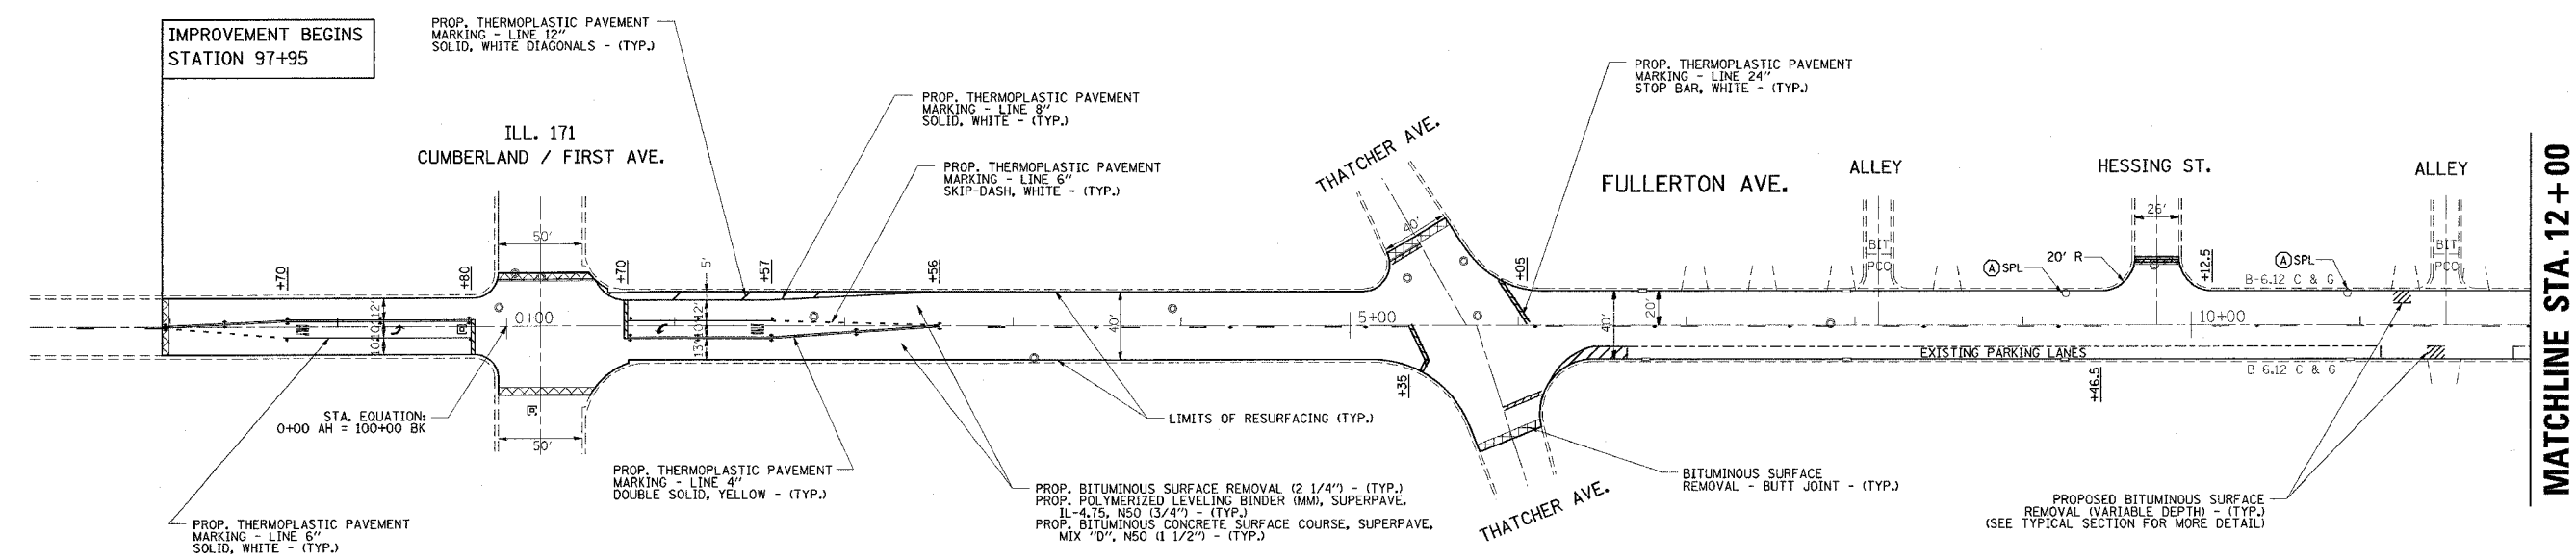 IMPROVEMENT BEGINS
STATION 97+95
PROP. THERMOPLASTIC PAVEMENT
MARKING - LINE 12"
SOLID, WHITE DIAGONALS - (TYP.)
ILL. 171
CUMBERLAND / FIRST AVE.
PROP. THERMOPLASTIC PAVEMENT
MARKING - LINE 8"
SOLID, WHITE - (TYP.)
PROP. THERMOPLASTIC PAVEMENT
MARKING - LINE 6"
SKIP-DASH, WHITE - (TYP.)
THATCHER AVE.
PROP. THERMOPLASTIC PAVEMENT
MARKING - LINE 24"
STOP BAR, WHITE - (TYP.)
FULLERTON AVE.
ALLEY
HESSING ST.
ALLEY
MATCHLINE STA. 12+00
50'
40'
26'
BIT
PCC
BIT
PCC
+70
+80
+70
5'
+57
+56
+05
A SPL
20' R
+12.5
A SPL
B-6.12 C & G
12'
10'
10'
0+00
12'
13'
40'
5+00
40'
20'
10+00
EXISTING PARKING LANES
B-6.12 C & G
+35
+46.5
STA. EQUATION:
0+00 AH = 100+00 BK
50'
LIMITS OF RESURFACING (TYP.)
PROP. THERMOPLASTIC PAVEMENT
MARKING - LINE 4"
DOUBLE SOLID, YELLOW - (TYP.)
PROP. BITUMINOUS SURFACE REMOVAL (2 1/4") - (TYP.)
PROP. POLYMERIZED LEVELING BINDER (MM), SUPERPAVE,
IL-4.75, N50 (3/4") - (TYP.)
PROP. BITUMINOUS CONCRETE SURFACE COURSE, SUPERPAVE,
MIX "D", N50 (1 1/2") - (TYP.)
THATCHER AVE.
BITUMINOUS SURFACE
REMOVAL - BUTT JOINT - (TYP.)
PROPOSED BITUMINOUS SURFACE
REMOVAL (VARIABLE DEPTH) - (TYP.)
(SEE TYPICAL SECTION FOR MORE DETAIL)
PROP. THERMOPLASTIC PAVEMENT
MARKING - LINE 6"
SOLID, WHITE - (TYP.)